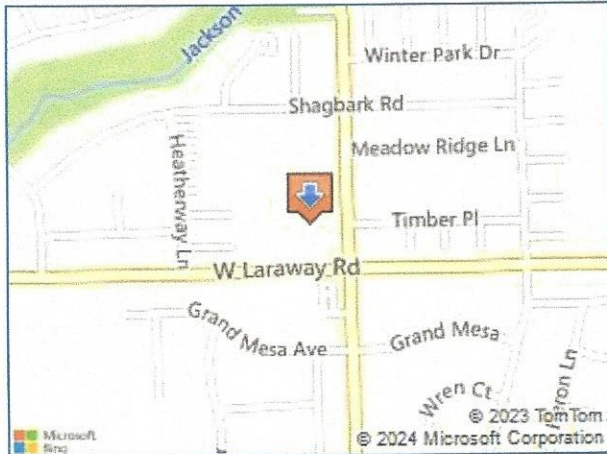 Jackson
Winter Park Dr
Shagbark Rd
Meadow Ridge Ln
Heatherway Ln
Timber Pl
W Laraway Rd
Grand Mesa Ave
Grand Mesa
Wren Ct
© 2023 TomTom
© 2024 Microsoft Corporation
Microsoft
Bing